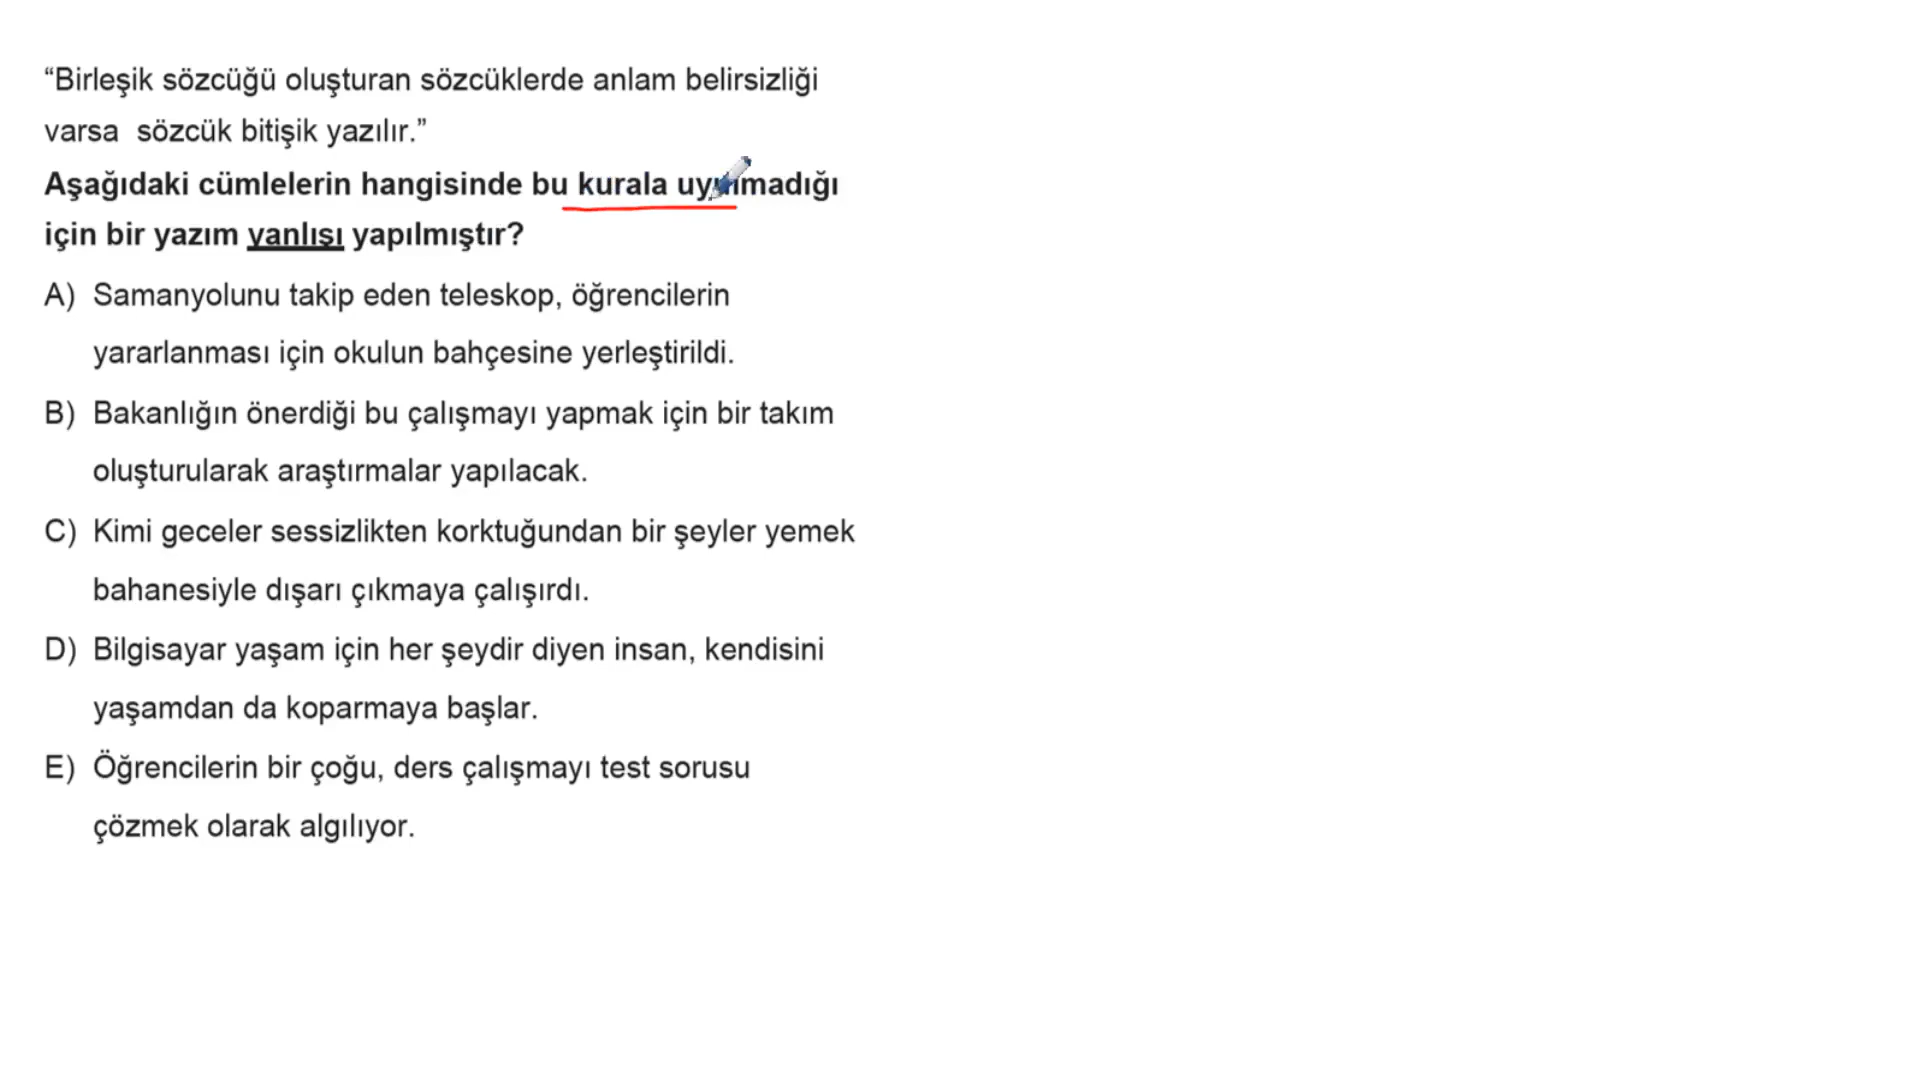 “Birleşik sözcüğü oluşturan sözcüklerde anlam belirsizliği
varsa sözcük bitişik yazılır.”
Aşağıdaki cümlelerin hangisinde bu kurala uyulmadığı
için bir yazım yanlışı yapılmıştır?
A) Samanyolunu takip eden teleskop, öğrencilerin
yararlanması için okulun bahçesine yerleştirildi.
B) Bakanlığın önerdiği bu çalışmayı yapmak için bir takım
oluşturularak araştırmalar yapılacak.
C) Kimi geceler sessizlikten korktuğundan bir şeyler yemek
bahanesiyle dışarı çıkmaya çalışırdı.
D) Bilgisayar yaşam için her şeydir diyen insan, kendisini
yaşamdan da koparmaya başlar.
E) Öğrencilerin bir çoğu, ders çalışmayı test sorusu
çözmek olarak algılıyor.